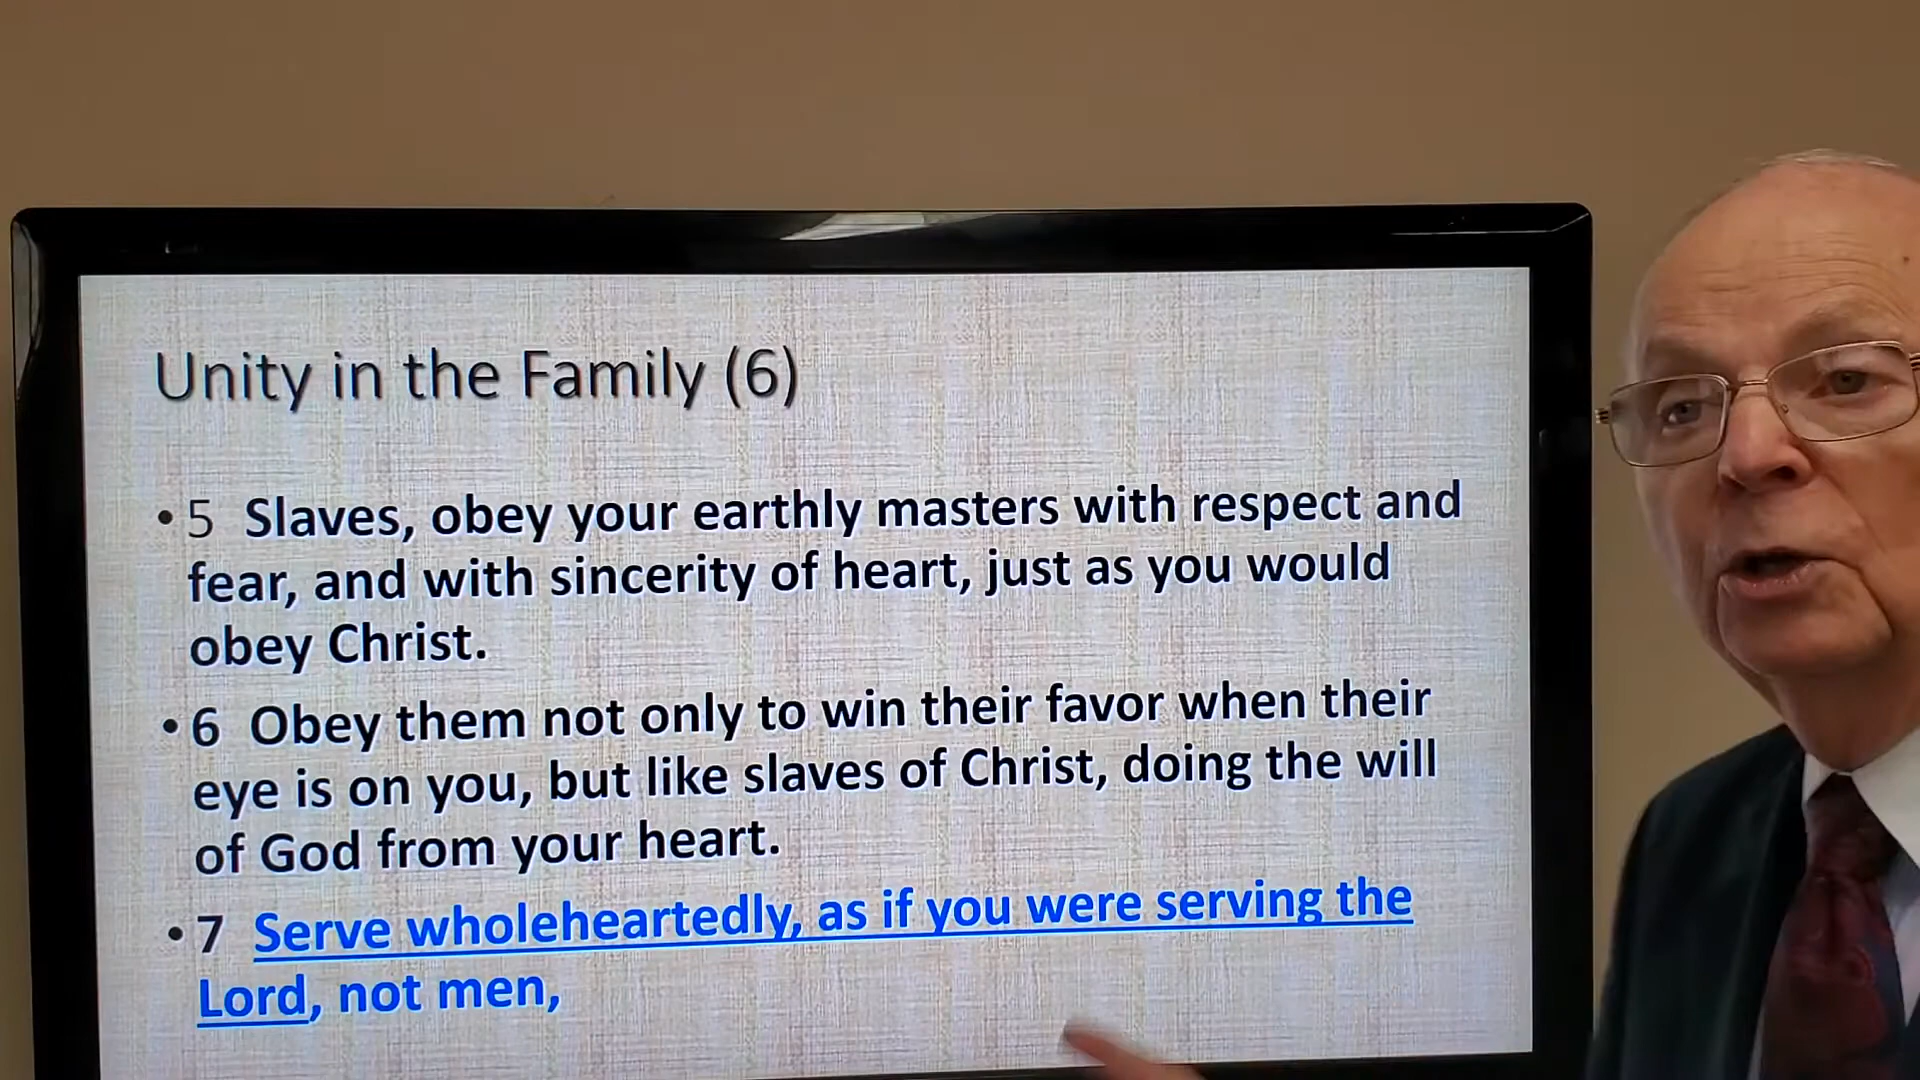 Unity in the Family (6)
• 5 Slaves, obey your earthly masters with respect and
fear, and with sincerity of heart, just as you would
obey Christ.
• 6 Obey them not only to win their favor when their
eye is on you, but like slaves of Christ, doing the will
of God from your heart.
• 7 Serve wholeheartedly, as if you were serving the
Lord, not men,